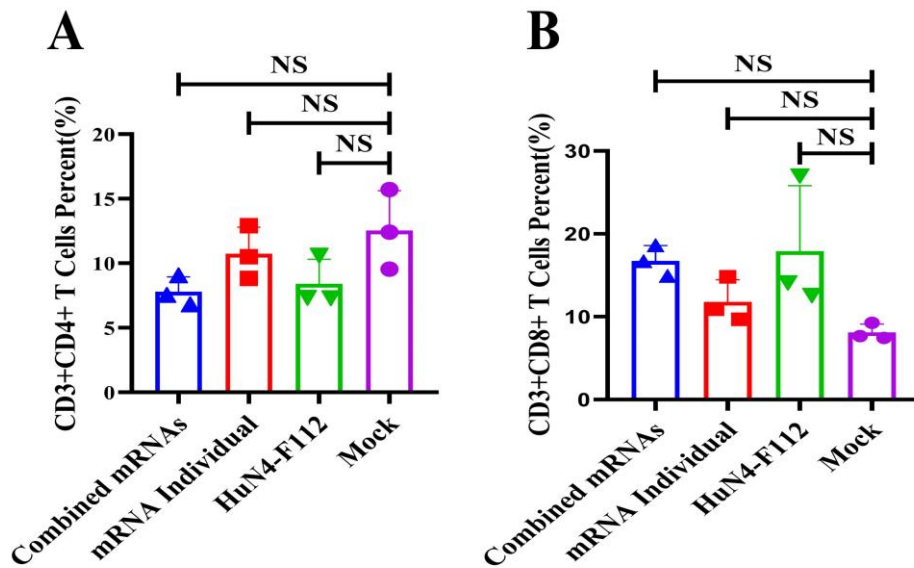 A
NS
NS
NS
CD3+CD4+ T Cells Percent(%)
20
15
10
5
0
Combined mRNAs
mRNA Individual
HuN4-F112
Mock
B
NS
NS
NS
CD3+CD8+ T Cells Percent(%)
30
20
10
0
Combined mRNAs
mRNA Individual
HuN4-F112
Mock